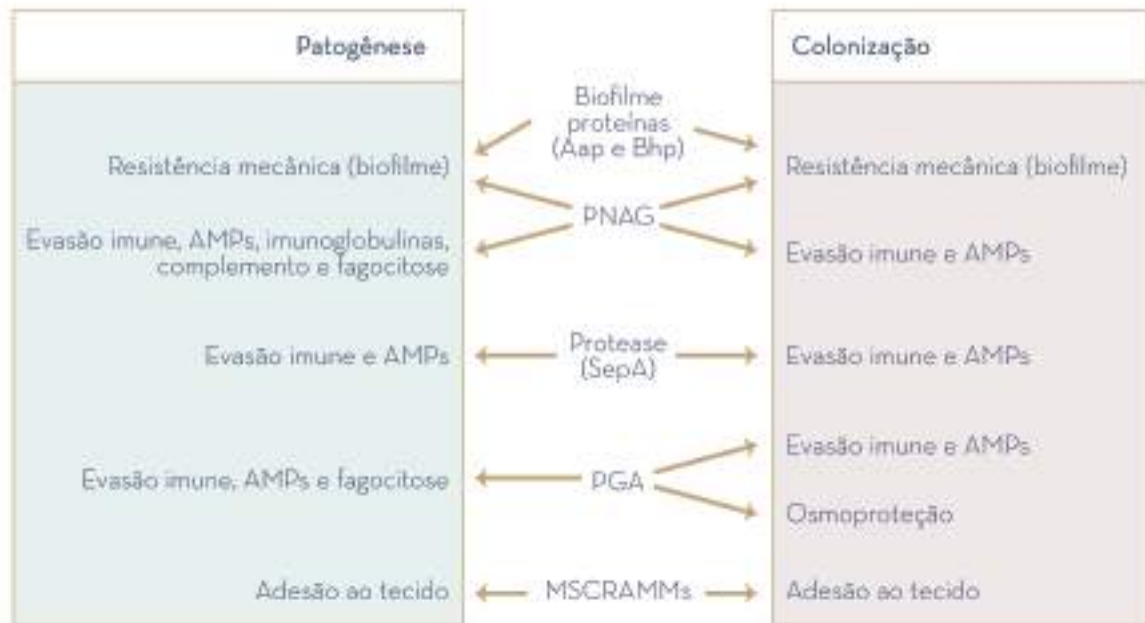 Patogênese
Colonização
Biofilme
proteínas
(Aap e Bhp)
Resistência mecânica (biofilme)
Resistência mecânica (biofilme)
PNAG
Evasão imune, AMPs, imunoglobulinas,
complemento e fagocitose
Evasão imune e AMPs
Evasão imune e AMPs
Protease
(SepA)
Evasão imune e AMPs
Evasão imune e AMPs
Evasão imune, AMPs e fagocitose
PGA
Osmoproteção
Adesão ao tecido
MSCRAMMs
Adesão ao tecido